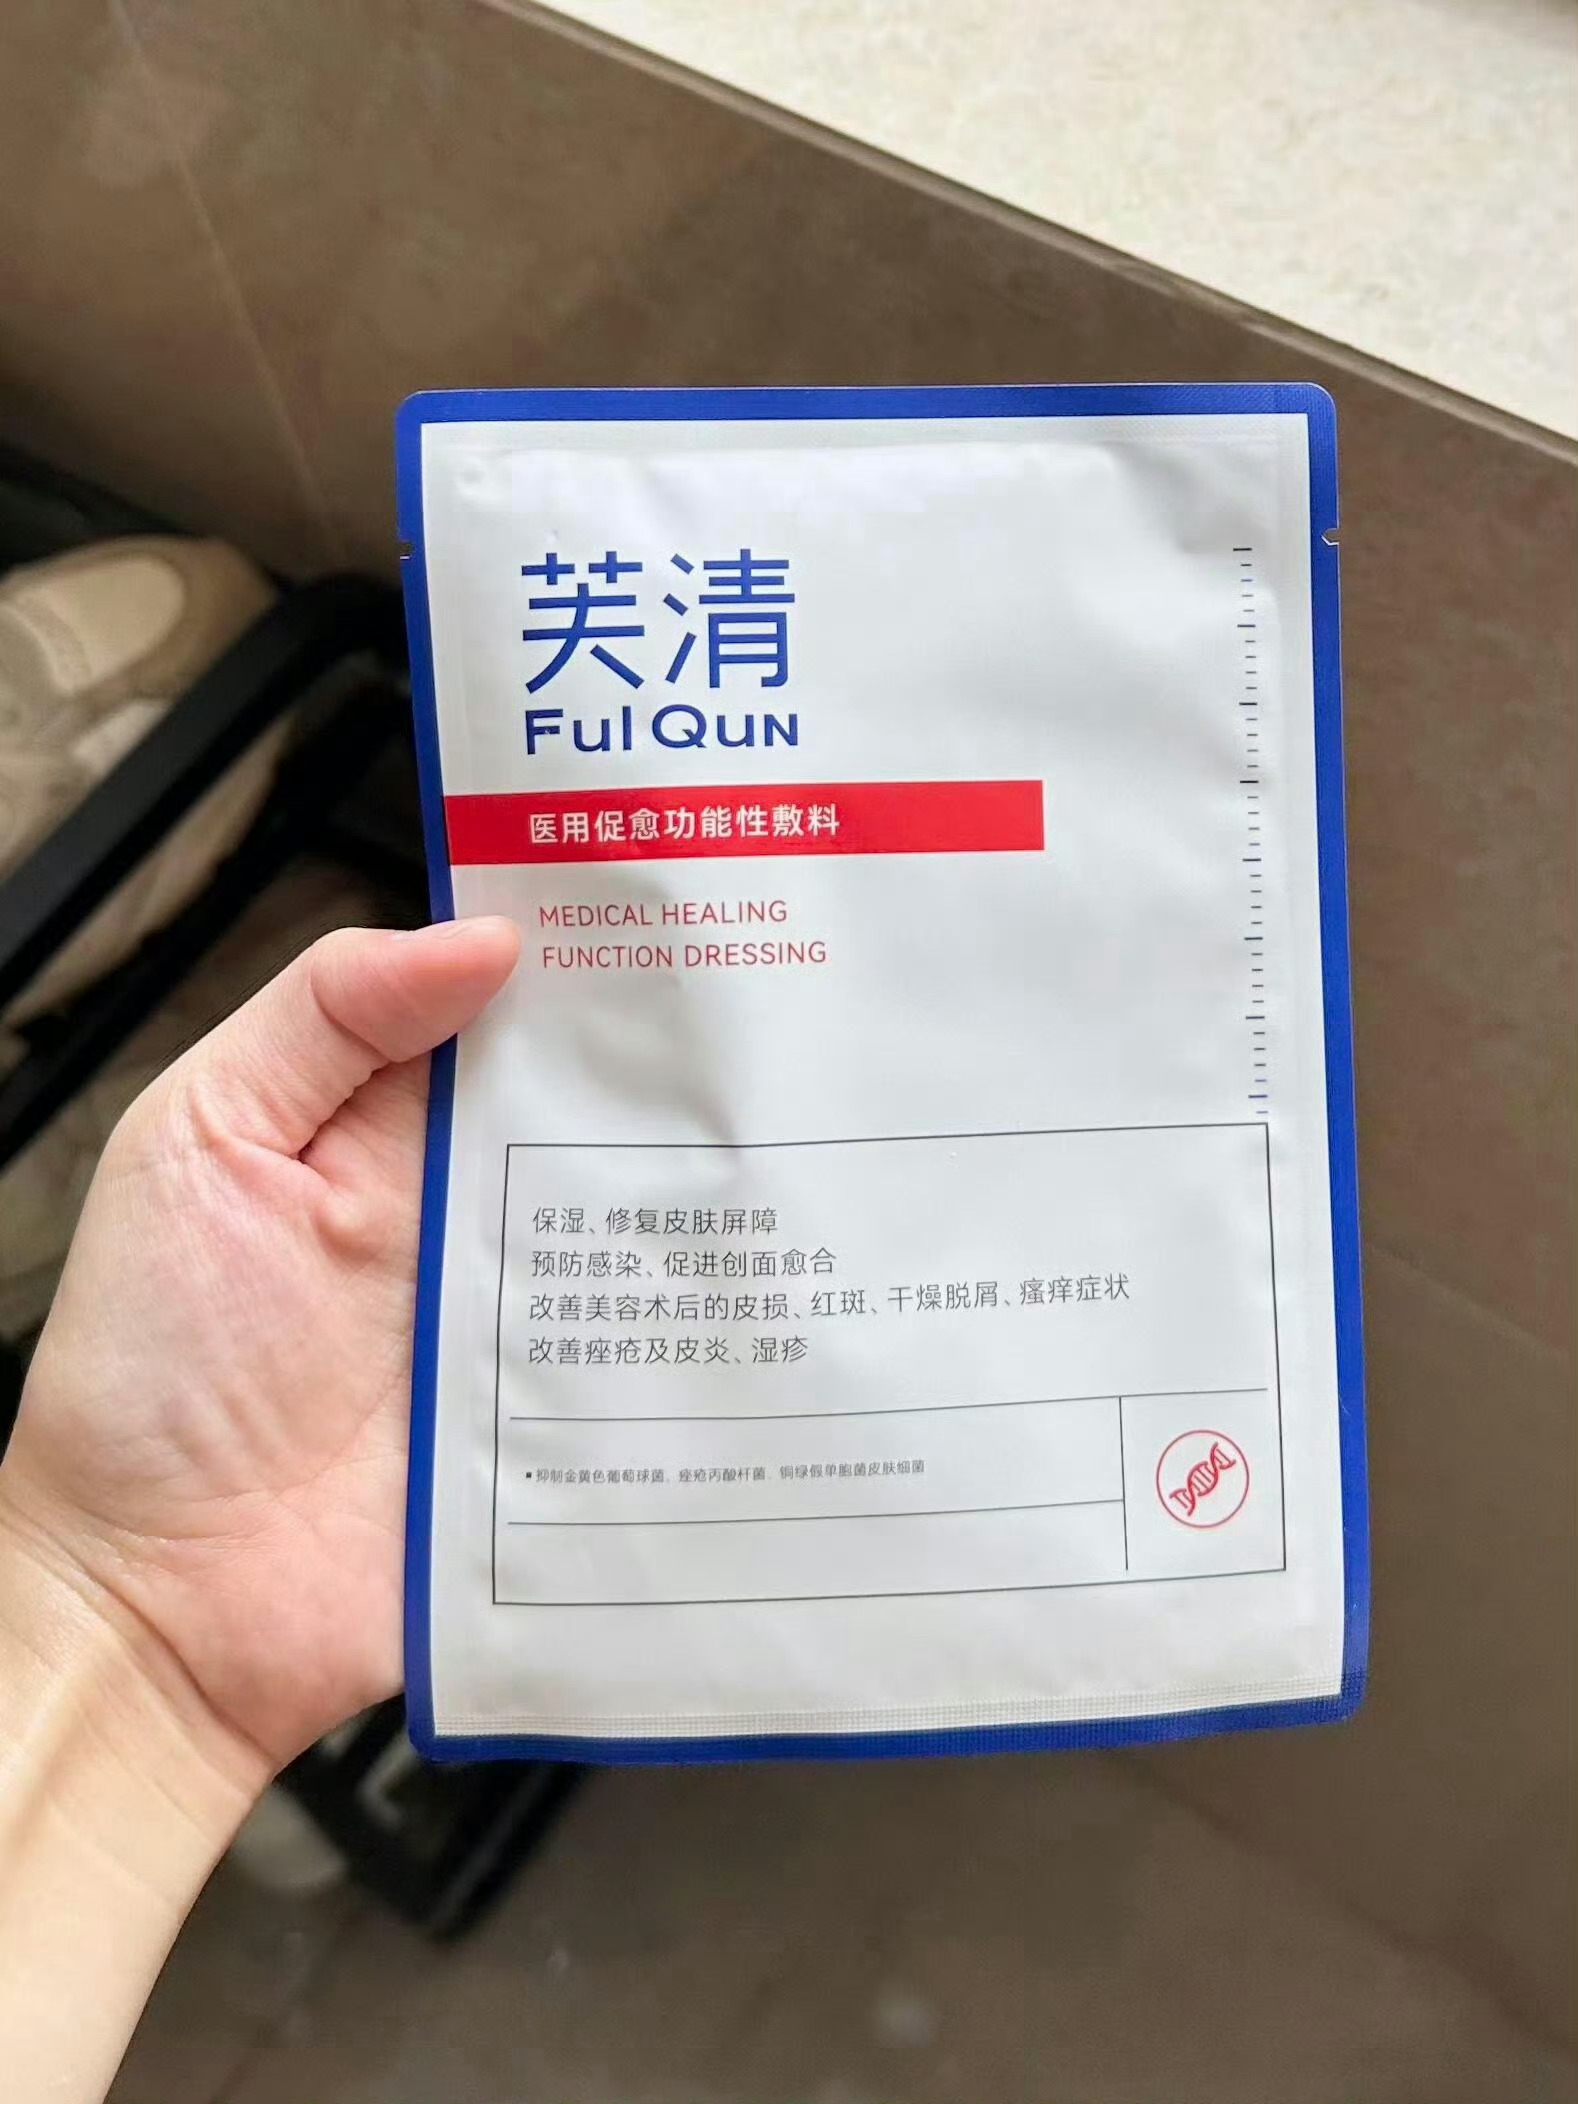 芙清
Ful Qun
医用促愈功能性敷料
MEDICAL HEALING
FUNCTION DRESSING
保湿、修复皮肤屏障
预防感染、促进创面愈合
改善美容术后的皮损、红斑、干燥脱屑、瘙痒症状
改善痤疮及皮炎、湿疹
▪ 抑制金黄色葡萄球菌、痤疮丙酸杆菌、铜绿假单胞菌皮肤细菌